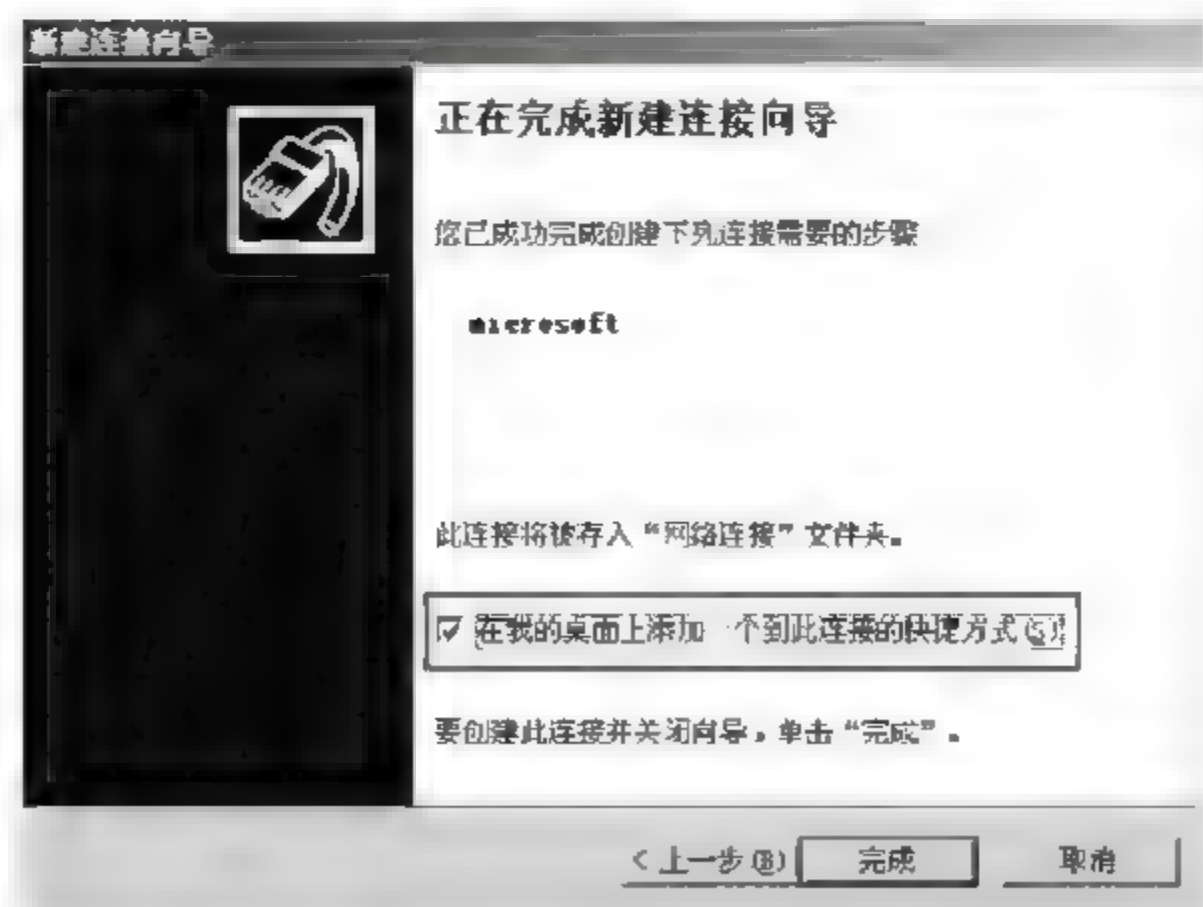 新建连接向导
正在完成新建连接向导
您已成功完成创建下列连接需要的步骤
microsoft
此连接将被存入“网络连接”文件夹。
在我的桌面上添加一个到此连接的快捷方式(S)
要创建此连接并关闭向导，单击“完成”。
<上一步(B) 完成 取消